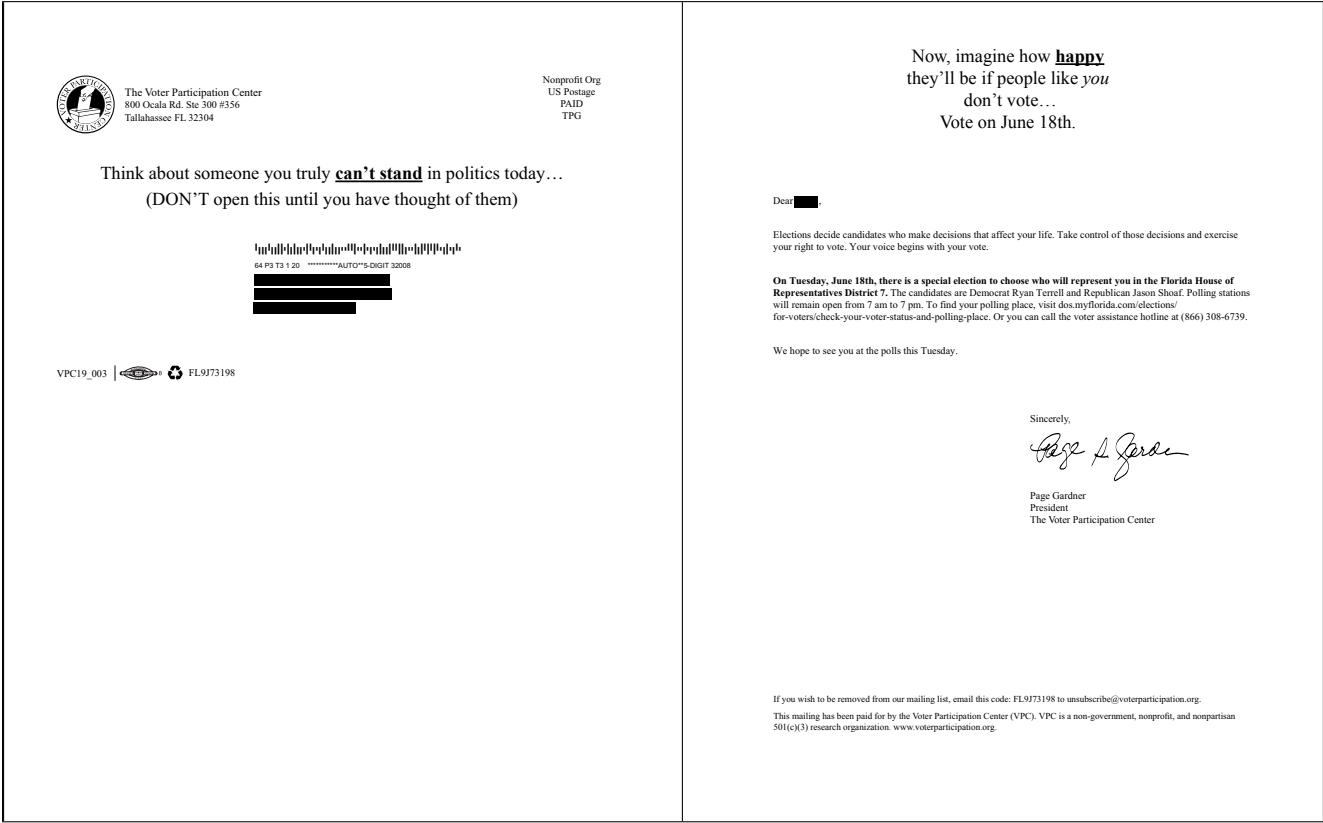 VOTER PARTICIPATION CENTER
The Voter Participation Center
800 Ocala Rd. Ste 300 #356
Tallahassee FL 32304
Nonprofit Org
US Postage
PAID
TPG
Think about someone you truly can’t stand in politics today…
(DON’T open this until you have thought of them)
64 P3 T3 1 20 ***********AUTO**5-DIGIT 32008
VPC19_003
FL9J73198
Now, imagine how happy
they’ll be if people like you
don’t vote…
Vote on June 18th.
Dear ,
Elections decide candidates who make decisions that affect your life. Take control of those decisions and exercise
your right to vote. Your voice begins with your vote.
On Tuesday, June 18th, there is a special election to choose who will represent you in the Florida House of
Representatives District 7. The candidates are Democrat Ryan Terrell and Republican Jason Shoaf. Polling stations
will remain open from 7 am to 7 pm. To find your polling place, visit dos.myflorida.com/elections/
for-voters/check-your-voter-status-and-polling-place. Or you can call the voter assistance hotline at (866) 308-6739.
We hope to see you at the polls this Tuesday.
Sincerely,
Page S. Gardner
Page Gardner
President
The Voter Participation Center
If you wish to be removed from our mailing list, email this code: FL9J73198 to unsubscribe@voterparticipation.org.
This mailing has been paid for by the Voter Participation Center (VPC). VPC is a non-government, nonprofit, and nonpartisan
501(c)(3) research organization. www.voterparticipation.org.